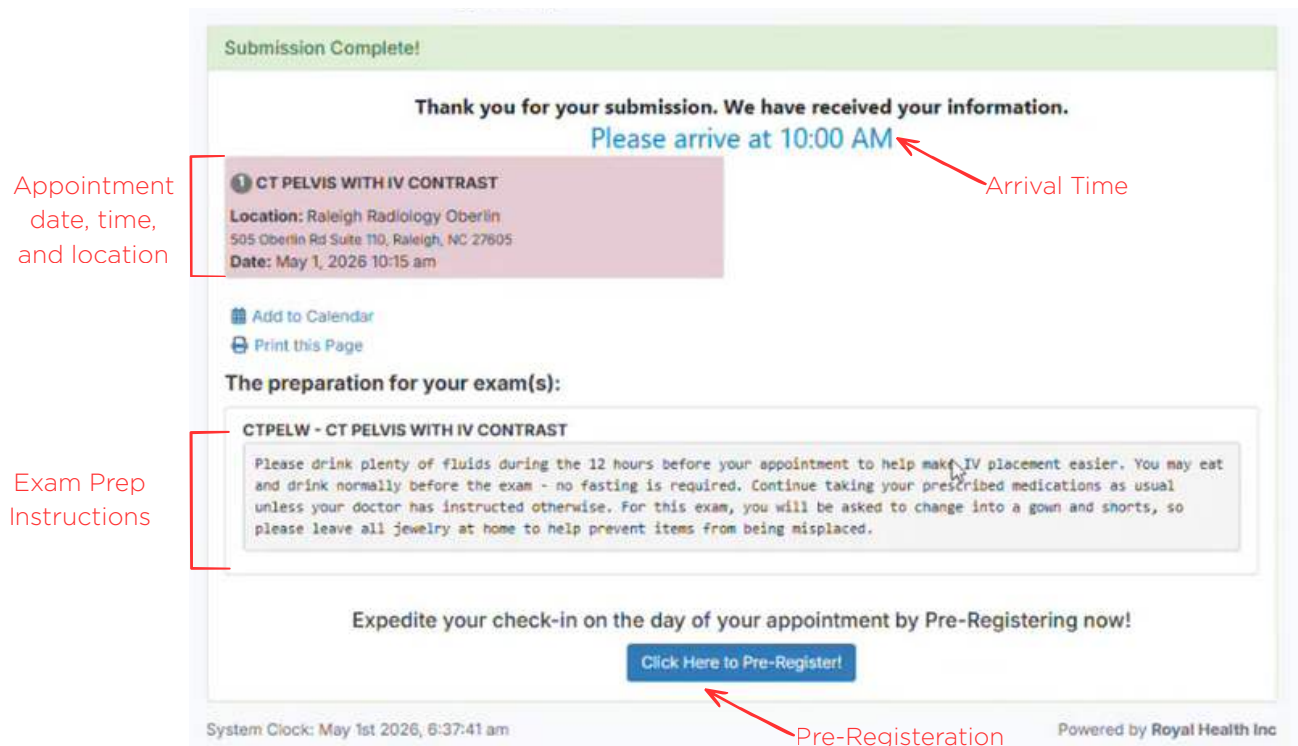 Submission Complete!
Thank you for your submission. We have received your information.
Please arrive at 10:00 AM
Arrival Time
Appointment
date, time,
and location
1 CT PELVIS WITH IV CONTRAST
Location: Raleigh Radiology Oberlin
505 Oberlin Rd Suite 110, Raleigh, NC 27605
Date: May 1, 2026 10:15 am
Add to Calendar
Print this Page
The preparation for your exam(s):
Exam Prep
Instructions
CTPELW - CT PELVIS WITH IV CONTRAST
Please drink plenty of fluids during the 12 hours before your appointment to help make IV placement easier. You may eat
and drink normally before the exam - no fasting is required. Continue taking your prescribed medications as usual
unless your doctor has instructed otherwise. For this exam, you will be asked to change into a gown and shorts, so
please leave all jewelry at home to help prevent items from being misplaced.
Expedite your check-in on the day of your appointment by Pre-Registering now!
Click Here to Pre-Register!
Pre-Registeration
System Clock: May 1st 2026, 6:37:41 am
Powered by Royal Health Inc